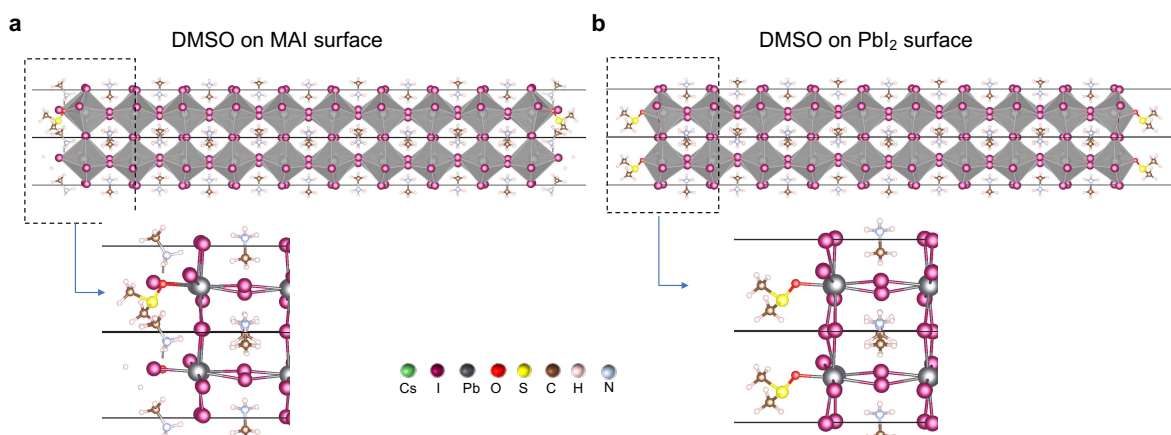 a
DMSO on MAI surface
b
DMSO on PbI₂ surface
Cs I Pb O S C H N